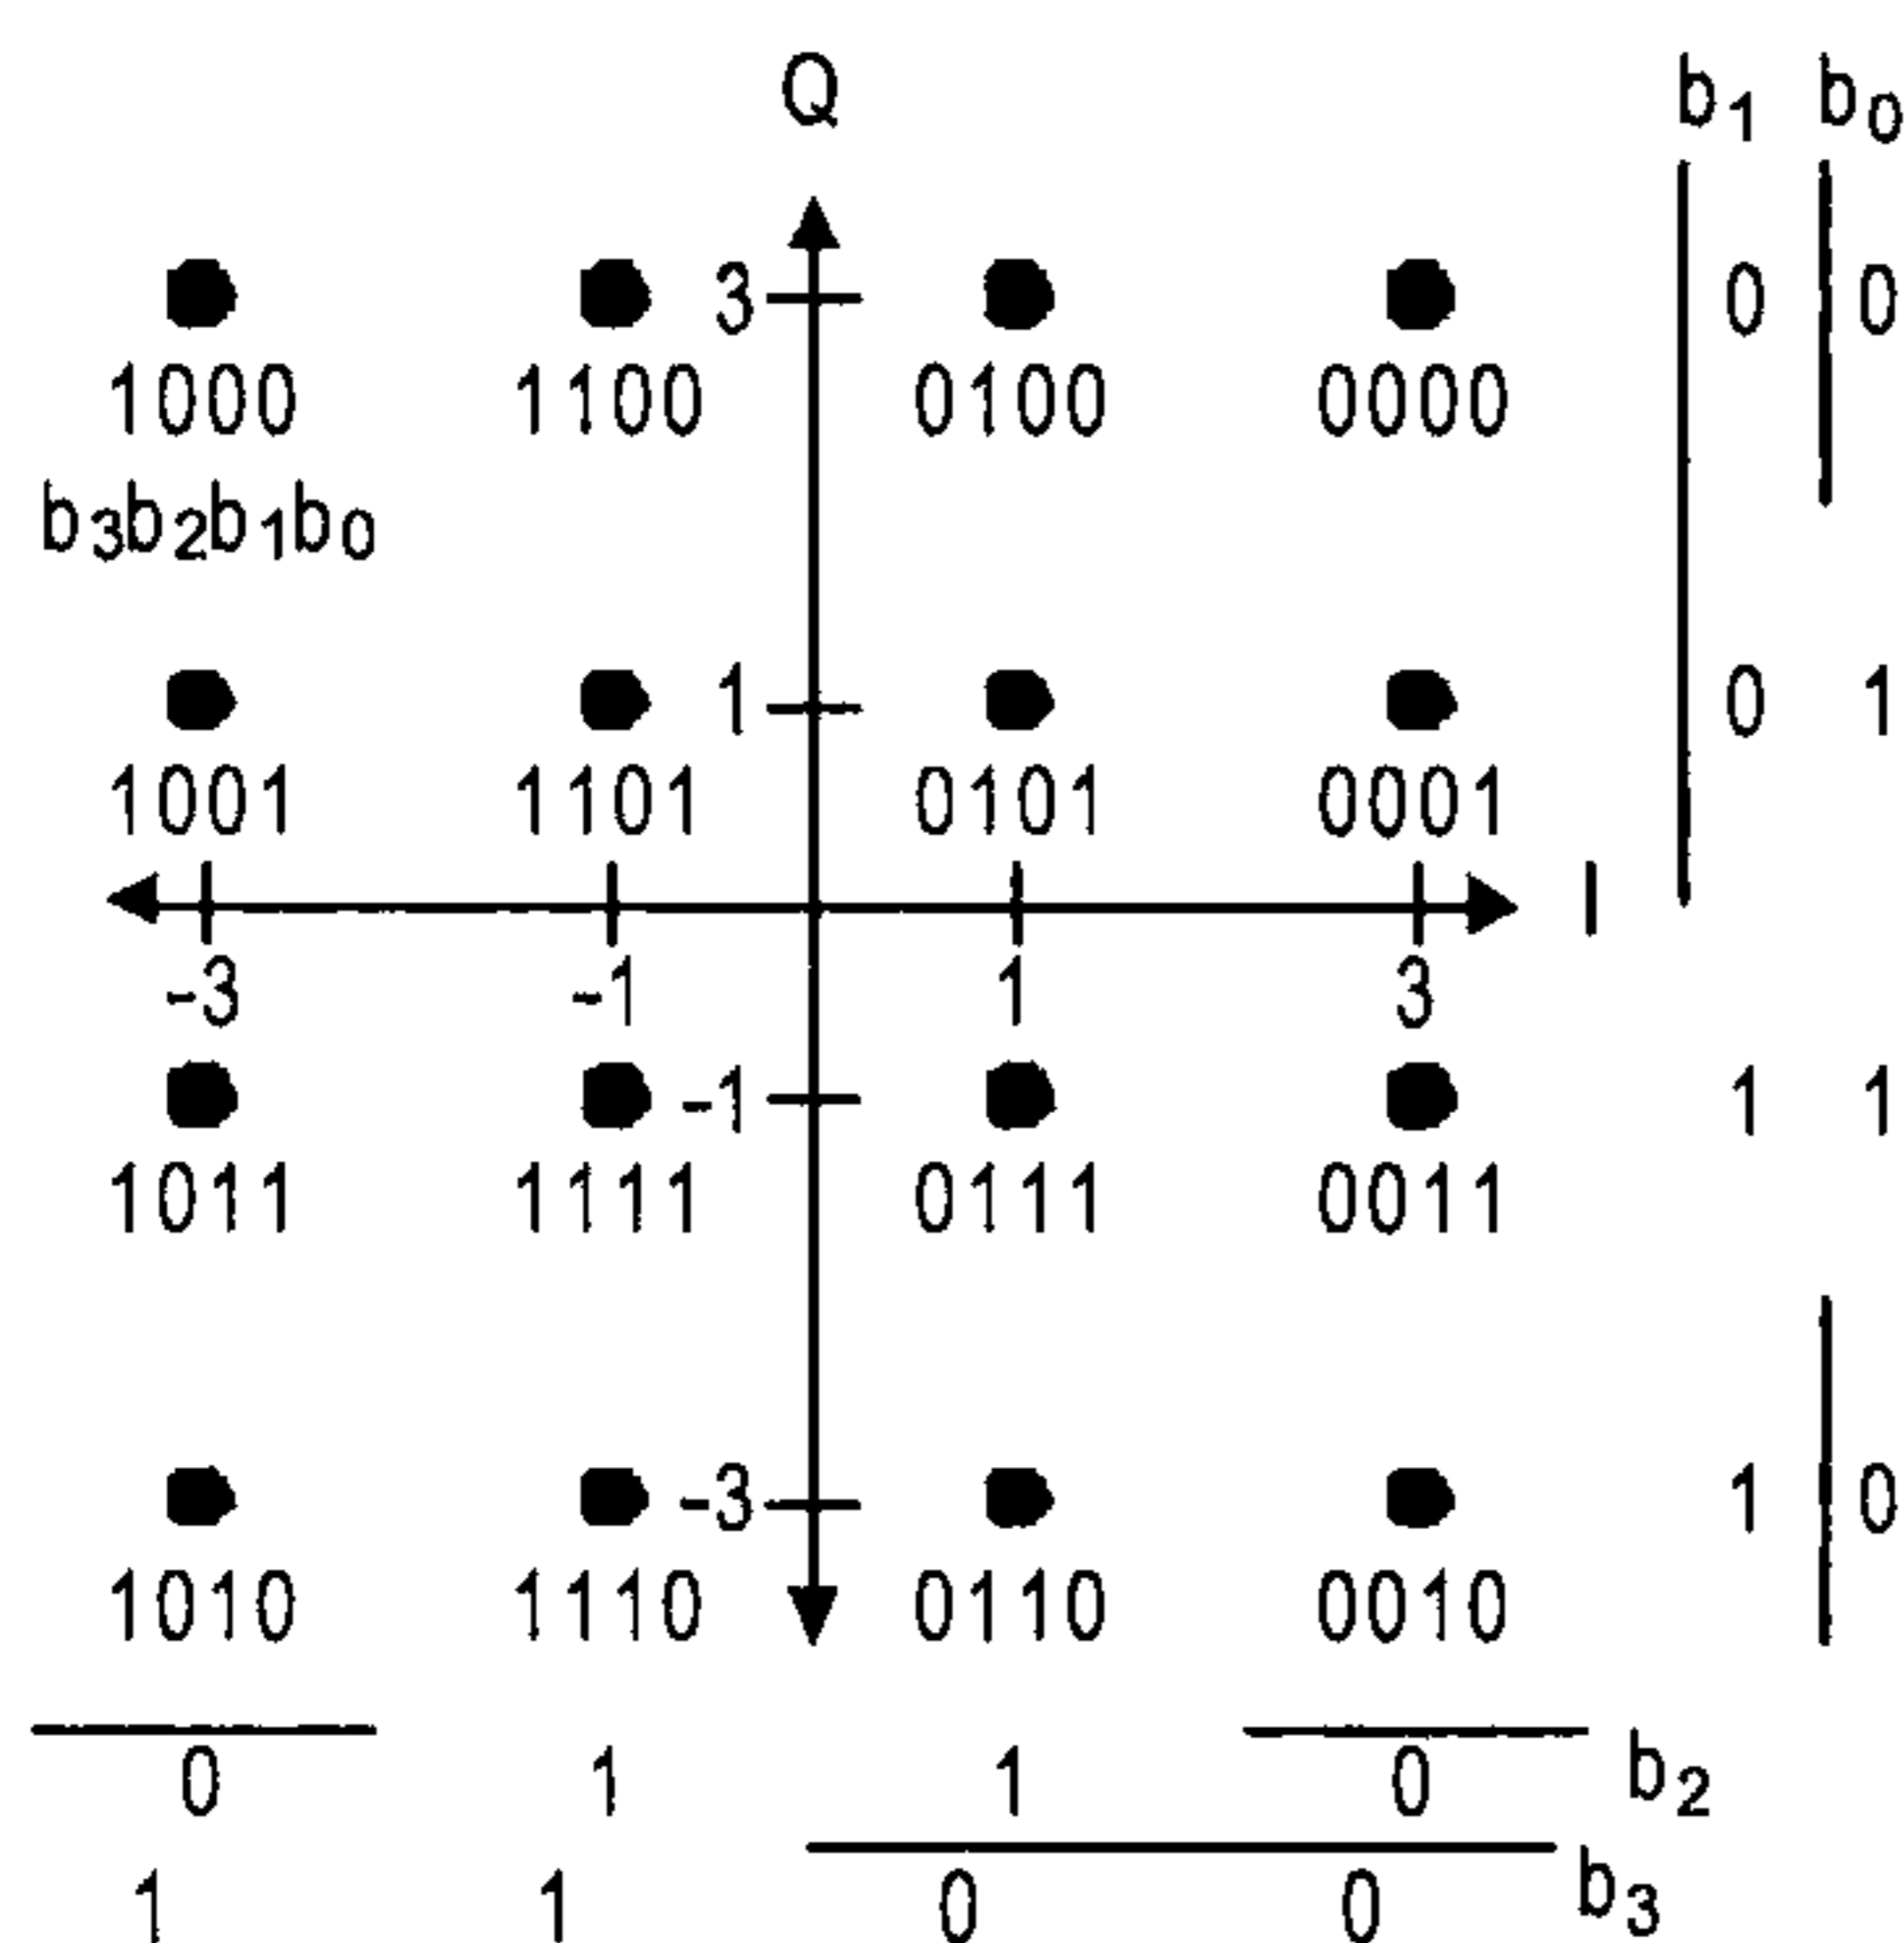 Q b₁ b₀
3 0 0
1000 1100 0100 0000
b₃b₂b₁b₀
1 0 1
1001 1101 0101 0001
I
-3 -1 1 3
-1 1 1
1011 1111 0111 0011
-3 1 0
1010 1110 0110 0010
0 1 1 0 b₂
1 1 0 0 b₃